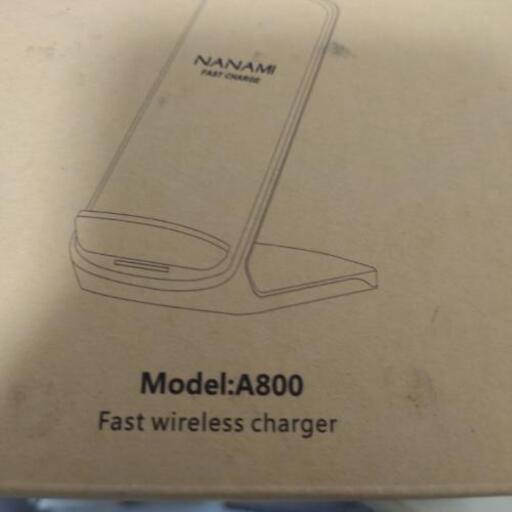 NANAMI
FAST CHARGE
Model:A800
Fast wireless charger